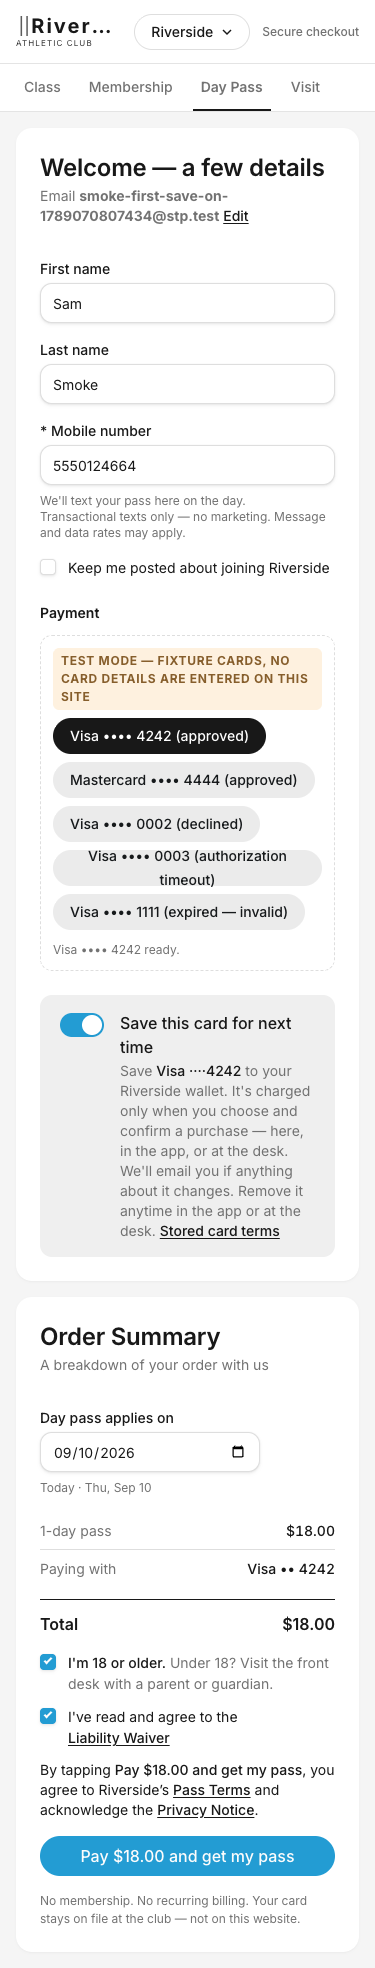 River...
ATHLETIC CLUB
Riverside
Secure checkout
Class
Membership
Day Pass
Visit
Welcome — a few details
Email smoke-first-save-on-
1789070807434@stp.test Edit
First name
Sam
Last name
Smoke
* Mobile number
5550124664
We'll text your pass here on the day.
Transactional texts only — no marketing. Message
and data rates may apply.
Keep me posted about joining Riverside
Payment
TEST MODE — FIXTURE CARDS, NO
CARD DETAILS ARE ENTERED ON THIS
SITE
Visa •••• 4242 (approved)
Mastercard •••• 4444 (approved)
Visa •••• 0002 (declined)
Visa •••• 0003 (authorization
timeout)
Visa •••• 1111 (expired — invalid)
Visa •••• 4242 ready.
Save this card for next
time
Save Visa ····4242 to your
Riverside wallet. It's charged
only when you choose and
confirm a purchase — here,
in the app, or at the desk.
We'll email you if anything
about it changes. Remove it
anytime in the app or at the
desk. Stored card terms
Order Summary
A breakdown of your order with us
Day pass applies on
09/10/2026
Today · Thu, Sep 10
1-day pass
$18.00
Paying with
Visa •• 4242
Total
$18.00
I'm 18 or older. Under 18? Visit the front
desk with a parent or guardian.
I've read and agree to the
Liability Waiver
By tapping Pay $18.00 and get my pass, you
agree to Riverside’s Pass Terms and
acknowledge the Privacy Notice.
Pay $18.00 and get my pass
No membership. No recurring billing. Your card
stays on file at the club — not on this website.